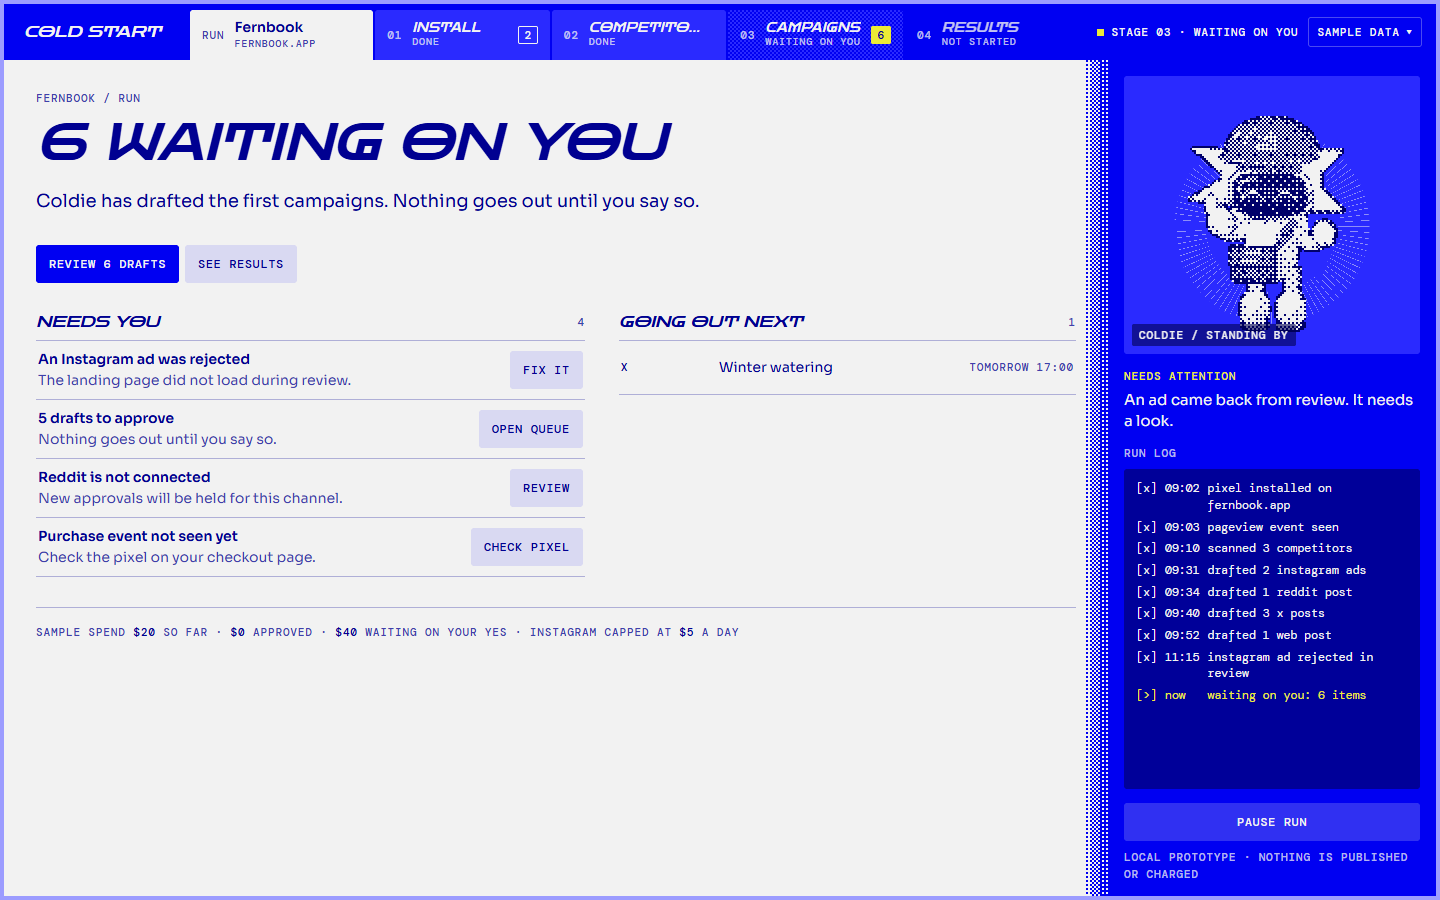 COLD START
RUN Fernbook
FERNBOOK.APP
01 INSTALL
DONE
2
02 COMPETITO...
DONE
03 CAMPAIGNS
WAITING ON YOU
6
04 RESULTS
NOT STARTED
STAGE 03 · WAITING ON YOU
SAMPLE DATA ▾
FERNBOOK / RUN
6 WAITING ON YOU
Coldie has drafted the first campaigns. Nothing goes out until you say so.
REVIEW 6 DRAFTS
SEE RESULTS
NEEDS YOU 4
An Instagram ad was rejected
The landing page did not load during review.
FIX IT
5 drafts to approve
Nothing goes out until you say so.
OPEN QUEUE
Reddit is not connected
New approvals will be held for this channel.
REVIEW
Purchase event not seen yet
Check the pixel on your checkout page.
CHECK PIXEL
GOING OUT NEXT 1
X Winter watering TOMORROW 17:00
SAMPLE SPEND $20 SO FAR · $0 APPROVED · $40 WAITING ON YOUR YES · INSTAGRAM CAPPED AT $5 A DAY
COLDIE / STANDING BY
NEEDS ATTENTION
An ad came back from review. It needs
a look.
RUN LOG
[x] 09:02 pixel installed on
fernbook.app
[x] 09:03 pageview event seen
[x] 09:10 scanned 3 competitors
[x] 09:31 drafted 2 instagram ads
[x] 09:34 drafted 1 reddit post
[x] 09:40 drafted 3 x posts
[x] 09:52 drafted 1 web post
[x] 11:15 instagram ad rejected in
review
[>] now waiting on you: 6 items
PAUSE RUN
LOCAL PROTOTYPE · NOTHING IS PUBLISHED
OR CHARGED